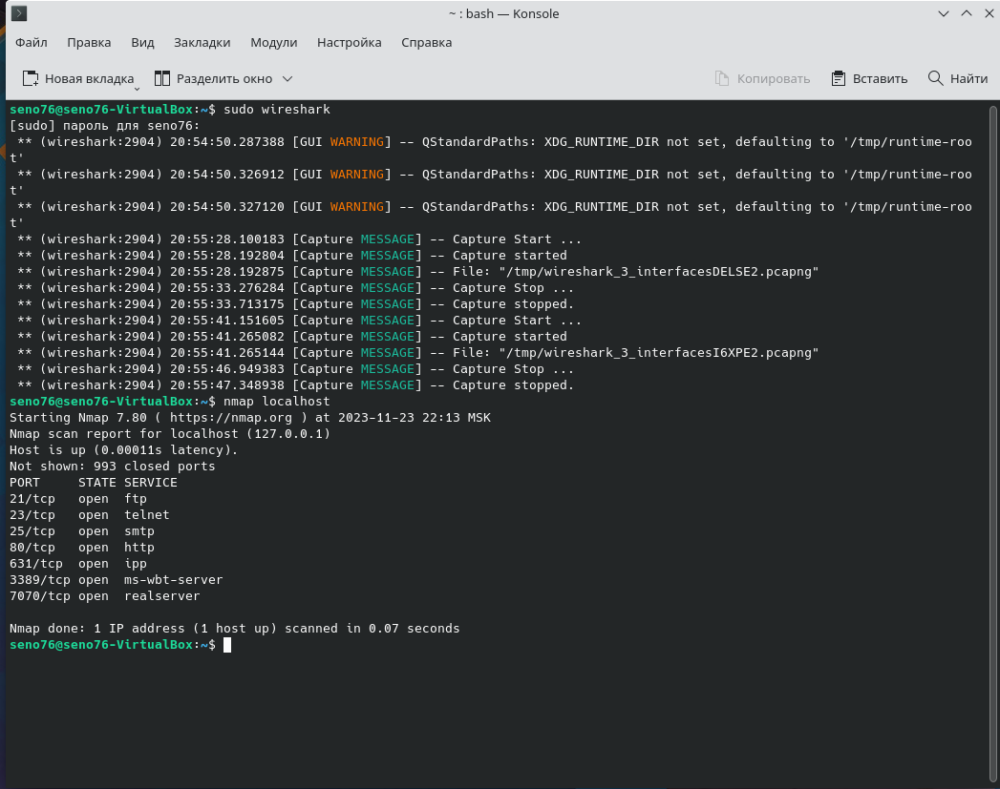 ~ : bash — Konsole
Файл Правка Вид Закладки Модули Настройка Справка
Новая вкладка Разделить окно Копировать Вставить Найти
seno76@seno76-VirtualBox:~$ sudo wireshark
[sudo] пароль для seno76:
 ** (wireshark:2904) 20:54:50.287388 [GUI WARNING] -- QStandardPaths: XDG_RUNTIME_DIR not set, defaulting to '/tmp/runtime-roo
t'
 ** (wireshark:2904) 20:54:50.326912 [GUI WARNING] -- QStandardPaths: XDG_RUNTIME_DIR not set, defaulting to '/tmp/runtime-roo
t'
 ** (wireshark:2904) 20:54:50.327120 [GUI WARNING] -- QStandardPaths: XDG_RUNTIME_DIR not set, defaulting to '/tmp/runtime-roo
t'
 ** (wireshark:2904) 20:55:28.100183 [Capture MESSAGE] -- Capture Start ...
 ** (wireshark:2904) 20:55:28.192804 [Capture MESSAGE] -- Capture started
 ** (wireshark:2904) 20:55:28.192875 [Capture MESSAGE] -- File: "/tmp/wireshark_3_interfacesDELSE2.pcapng"
 ** (wireshark:2904) 20:55:33.276284 [Capture MESSAGE] -- Capture Stop ...
 ** (wireshark:2904) 20:55:33.713175 [Capture MESSAGE] -- Capture stopped.
 ** (wireshark:2904) 20:55:41.151605 [Capture MESSAGE] -- Capture Start ...
 ** (wireshark:2904) 20:55:41.265082 [Capture MESSAGE] -- Capture started
 ** (wireshark:2904) 20:55:41.265144 [Capture MESSAGE] -- File: "/tmp/wireshark_3_interfacesI6XPE2.pcapng"
 ** (wireshark:2904) 20:55:46.949383 [Capture MESSAGE] -- Capture Stop ...
 ** (wireshark:2904) 20:55:47.348938 [Capture MESSAGE] -- Capture stopped.
seno76@seno76-VirtualBox:~$ nmap localhost
Starting Nmap 7.80 ( https://nmap.org ) at 2023-11-23 22:13 MSK
Nmap scan report for localhost (127.0.0.1)
Host is up (0.00011s latency).
Not shown: 993 closed ports
PORT     STATE SERVICE
21/tcp   open  ftp
23/tcp   open  telnet
25/tcp   open  smtp
80/tcp   open  http
631/tcp  open  ipp
3389/tcp open  ms-wbt-server
7070/tcp open  realserver
Nmap done: 1 IP address (1 host up) scanned in 0.07 seconds
seno76@seno76-VirtualBox:~$